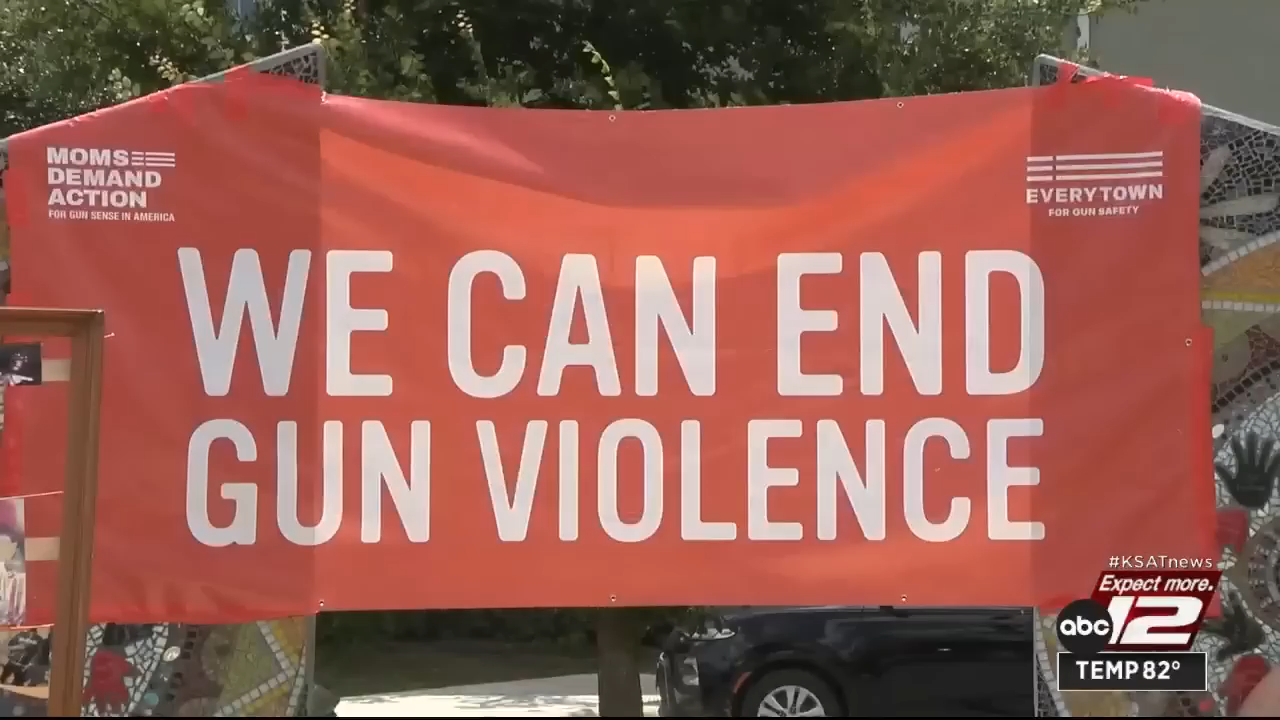 MOMS
DEMAND
ACTION
FOR GUN SENSE IN AMERICA
EVERYTOWN
FOR GUN SAFETY
WE CAN END
GUN VIOLENCE
#KSATnews
Expect more.
abc 12
TEMP 82°